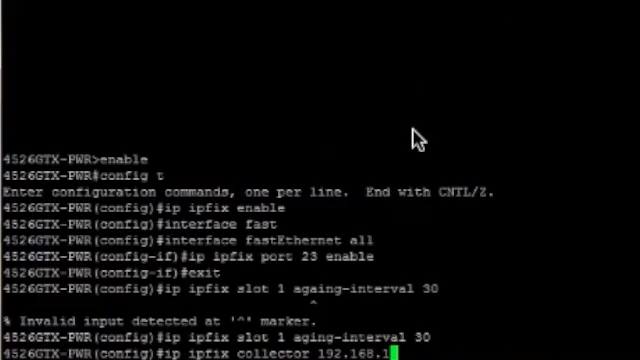 4526GTX-PWR>enable
4526GTX-PWR#config t
Enter configuration commands, one per line.  End with CNTL/Z.
4526GTX-PWR(config)#ip ipfix enable
4526GTX-PWR(config)#interface fast
4526GTX-PWR(config)#interface fastEthernet all
4526GTX-PWR(config-if)#ip ipfix port 23 enable
4526GTX-PWR(config-if)#exit
4526GTX-PWR(config)#ip ipfix slot 1 againg-interval 30
^
% Invalid input detected at '^' marker.
4526GTX-PWR(config)#ip ipfix slot 1 aging-interval 30
4526GTX-PWR(config)#ip ipfix collector 192.168.1